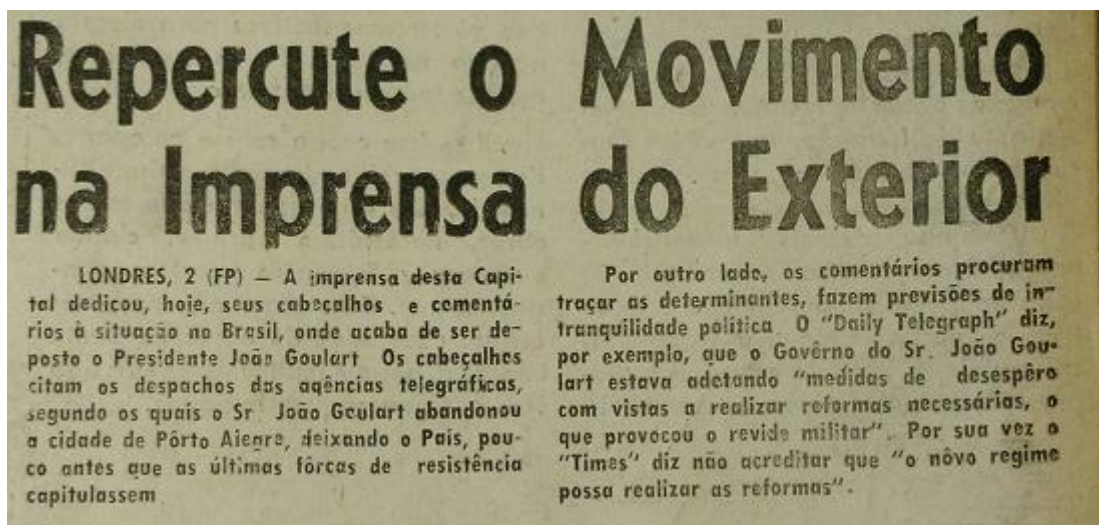 Repercute o Movimento
na Imprensa do Exterior
LONDRES, 2 (FP) — A imprensa desta Capi-
tal dedicou, hoje, seus cabeçalhos e comentá-
rios à situação no Brasil, onde acaba de ser de-
posto o Presidente João Goulart Os cabeçalhos
citam os despachos das agências telegráficas,
segundo os quais o Sr. João Goulart abandonou
a cidade de Pôrto Alegre, deixando o País, pou-
co antes que as últimas fôrças de resistência
capitulassem
Por outro lado, os comentários procuram
traçar as determinantes, fazem previsões de in-
tranquilidade política. O "Daily Telegraph" diz,
por exemplo, que o Govêrno do Sr. João Gou-
lart estava adotando "medidas de desespêro
com vistas a realizar reformas necessárias, o
que provocou o revide militar". Por sua vez o
"Times" diz não acreditar que "o nôvo regime
possa realizar as reformas".